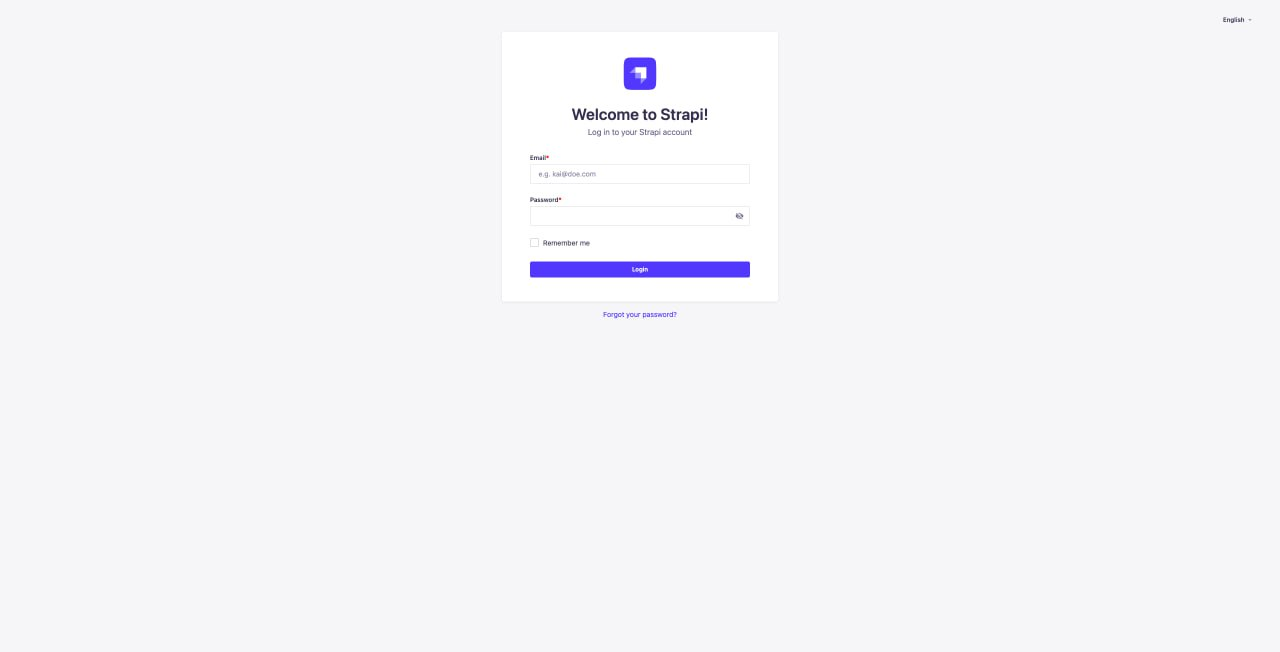 English
Welcome to Strapi!
Log in to your Strapi account
Email*
e.g. kai@doe.com
Password*
Remember me
Login
Forgot your password?